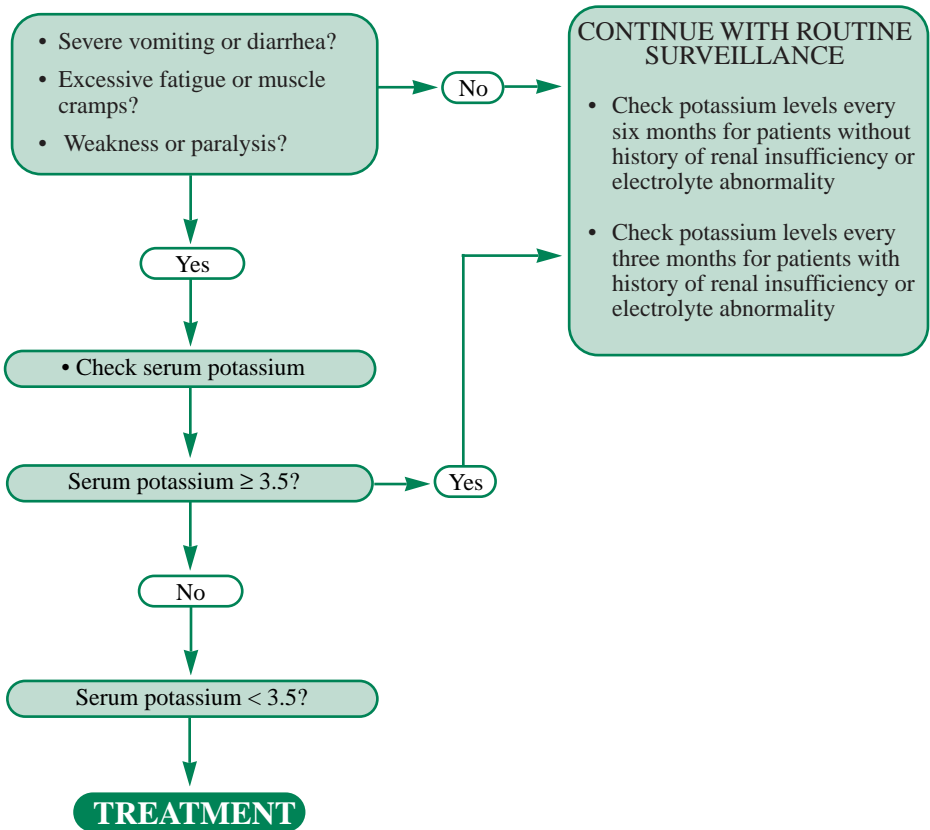 • Severe vomiting or diarrhea?
• Excessive fatigue or muscle
cramps?
• Weakness or paralysis?
No
CONTINUE WITH ROUTINE
SURVEILLANCE
• Check potassium levels every
six months for patients without
history of renal insufficiency or
electrolyte abnormality
• Check potassium levels every
three months for patients with
history of renal insufficiency or
electrolyte abnormality
Yes
• Check serum potassium
Serum potassium ≥ 3.5?
Yes
No
Serum potassium < 3.5?
TREATMENT